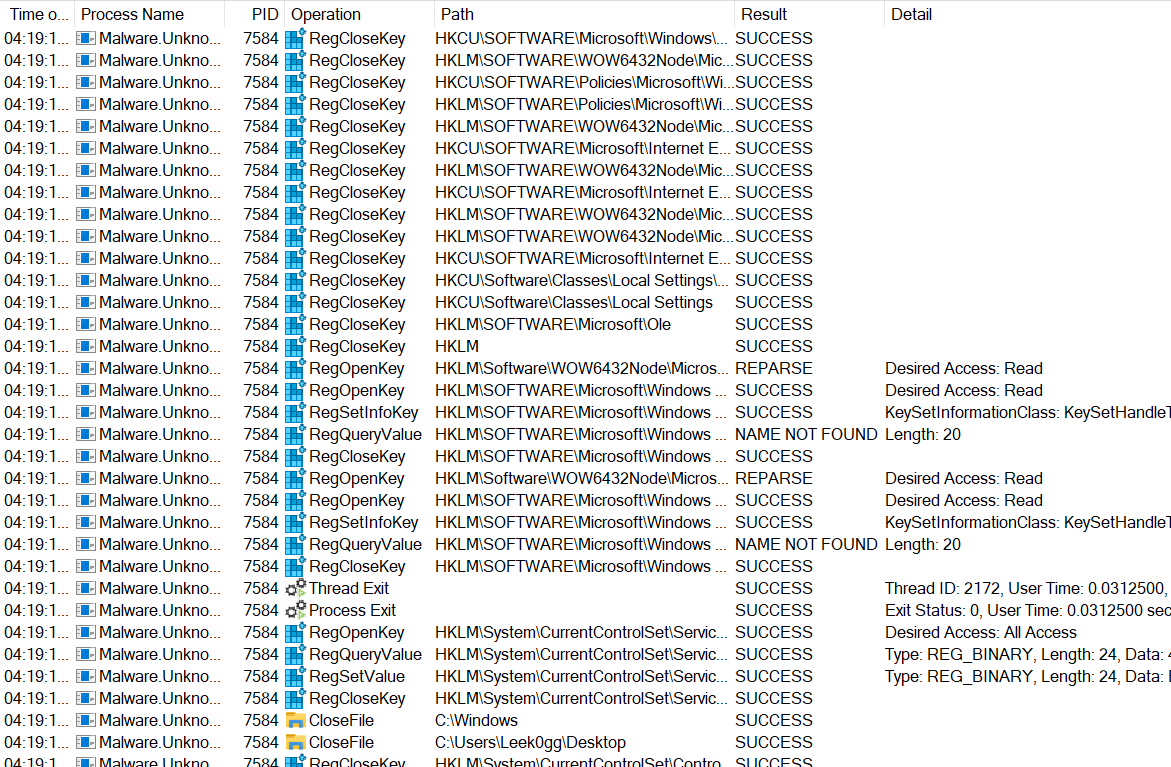 Time o... Process Name PID Operation Path Result Detail
04:19:1... Malware.Unkno... 7584 RegCloseKey HKCU\SOFTWARE\Microsoft\Windows\... SUCCESS
04:19:1... Malware.Unkno... 7584 RegCloseKey HKLM\SOFTWARE\WOW6432Node\Mic... SUCCESS
04:19:1... Malware.Unkno... 7584 RegCloseKey HKCU\SOFTWARE\Policies\Microsoft\Wi... SUCCESS
04:19:1... Malware.Unkno... 7584 RegCloseKey HKLM\SOFTWARE\Policies\Microsoft\Wi... SUCCESS
04:19:1... Malware.Unkno... 7584 RegCloseKey HKLM\SOFTWARE\WOW6432Node\Mic... SUCCESS
04:19:1... Malware.Unkno... 7584 RegCloseKey HKCU\SOFTWARE\Microsoft\Internet E... SUCCESS
04:19:1... Malware.Unkno... 7584 RegCloseKey HKLM\SOFTWARE\WOW6432Node\Mic... SUCCESS
04:19:1... Malware.Unkno... 7584 RegCloseKey HKCU\SOFTWARE\Microsoft\Internet E... SUCCESS
04:19:1... Malware.Unkno... 7584 RegCloseKey HKLM\SOFTWARE\WOW6432Node\Mic... SUCCESS
04:19:1... Malware.Unkno... 7584 RegCloseKey HKLM\SOFTWARE\WOW6432Node\Mic... SUCCESS
04:19:1... Malware.Unkno... 7584 RegCloseKey HKCU\SOFTWARE\Microsoft\Internet E... SUCCESS
04:19:1... Malware.Unkno... 7584 RegCloseKey HKCU\Software\Classes\Local Settings\... SUCCESS
04:19:1... Malware.Unkno... 7584 RegCloseKey HKCU\Software\Classes\Local Settings SUCCESS
04:19:1... Malware.Unkno... 7584 RegCloseKey HKLM\SOFTWARE\Microsoft\Ole SUCCESS
04:19:1... Malware.Unkno... 7584 RegCloseKey HKLM SUCCESS
04:19:1... Malware.Unkno... 7584 RegOpenKey HKLM\Software\WOW6432Node\Micros... REPARSE Desired Access: Read
04:19:1... Malware.Unkno... 7584 RegOpenKey HKLM\SOFTWARE\Microsoft\Windows ... SUCCESS Desired Access: Read
04:19:1... Malware.Unkno... 7584 RegSetInfoKey HKLM\SOFTWARE\Microsoft\Windows ... SUCCESS KeySetInformationClass: KeySetHandleT
04:19:1... Malware.Unkno... 7584 RegQueryValue HKLM\SOFTWARE\Microsoft\Windows ... NAME NOT FOUND Length: 20
04:19:1... Malware.Unkno... 7584 RegCloseKey HKLM\SOFTWARE\Microsoft\Windows ... SUCCESS
04:19:1... Malware.Unkno... 7584 RegOpenKey HKLM\Software\WOW6432Node\Micros... REPARSE Desired Access: Read
04:19:1... Malware.Unkno... 7584 RegOpenKey HKLM\SOFTWARE\Microsoft\Windows ... SUCCESS Desired Access: Read
04:19:1... Malware.Unkno... 7584 RegSetInfoKey HKLM\SOFTWARE\Microsoft\Windows ... SUCCESS KeySetInformationClass: KeySetHandleT
04:19:1... Malware.Unkno... 7584 RegQueryValue HKLM\SOFTWARE\Microsoft\Windows ... NAME NOT FOUND Length: 20
04:19:1... Malware.Unkno... 7584 RegCloseKey HKLM\SOFTWARE\Microsoft\Windows ... SUCCESS
04:19:1... Malware.Unkno... 7584 Thread Exit SUCCESS Thread ID: 2172, User Time: 0.0312500,
04:19:1... Malware.Unkno... 7584 Process Exit SUCCESS Exit Status: 0, User Time: 0.0312500 sec
04:19:1... Malware.Unkno... 7584 RegOpenKey HKLM\System\CurrentControlSet\Servic... SUCCESS Desired Access: All Access
04:19:1... Malware.Unkno... 7584 RegQueryValue HKLM\System\CurrentControlSet\Servic... SUCCESS Type: REG_BINARY, Length: 24, Data: 4
04:19:1... Malware.Unkno... 7584 RegSetValue HKLM\System\CurrentControlSet\Servic... SUCCESS Type: REG_BINARY, Length: 24, Data:
04:19:1... Malware.Unkno... 7584 RegCloseKey HKLM\System\CurrentControlSet\Servic... SUCCESS
04:19:1... Malware.Unkno... 7584 CloseFile C:\Windows SUCCESS
04:19:1... Malware.Unkno... 7584 CloseFile C:\Users\Leek0gg\Desktop SUCCESS
04:19:1... Malware.Unkno... 7584 RegCloseKey HKLM\System\CurrentControlSet\Contro... SUCCESS